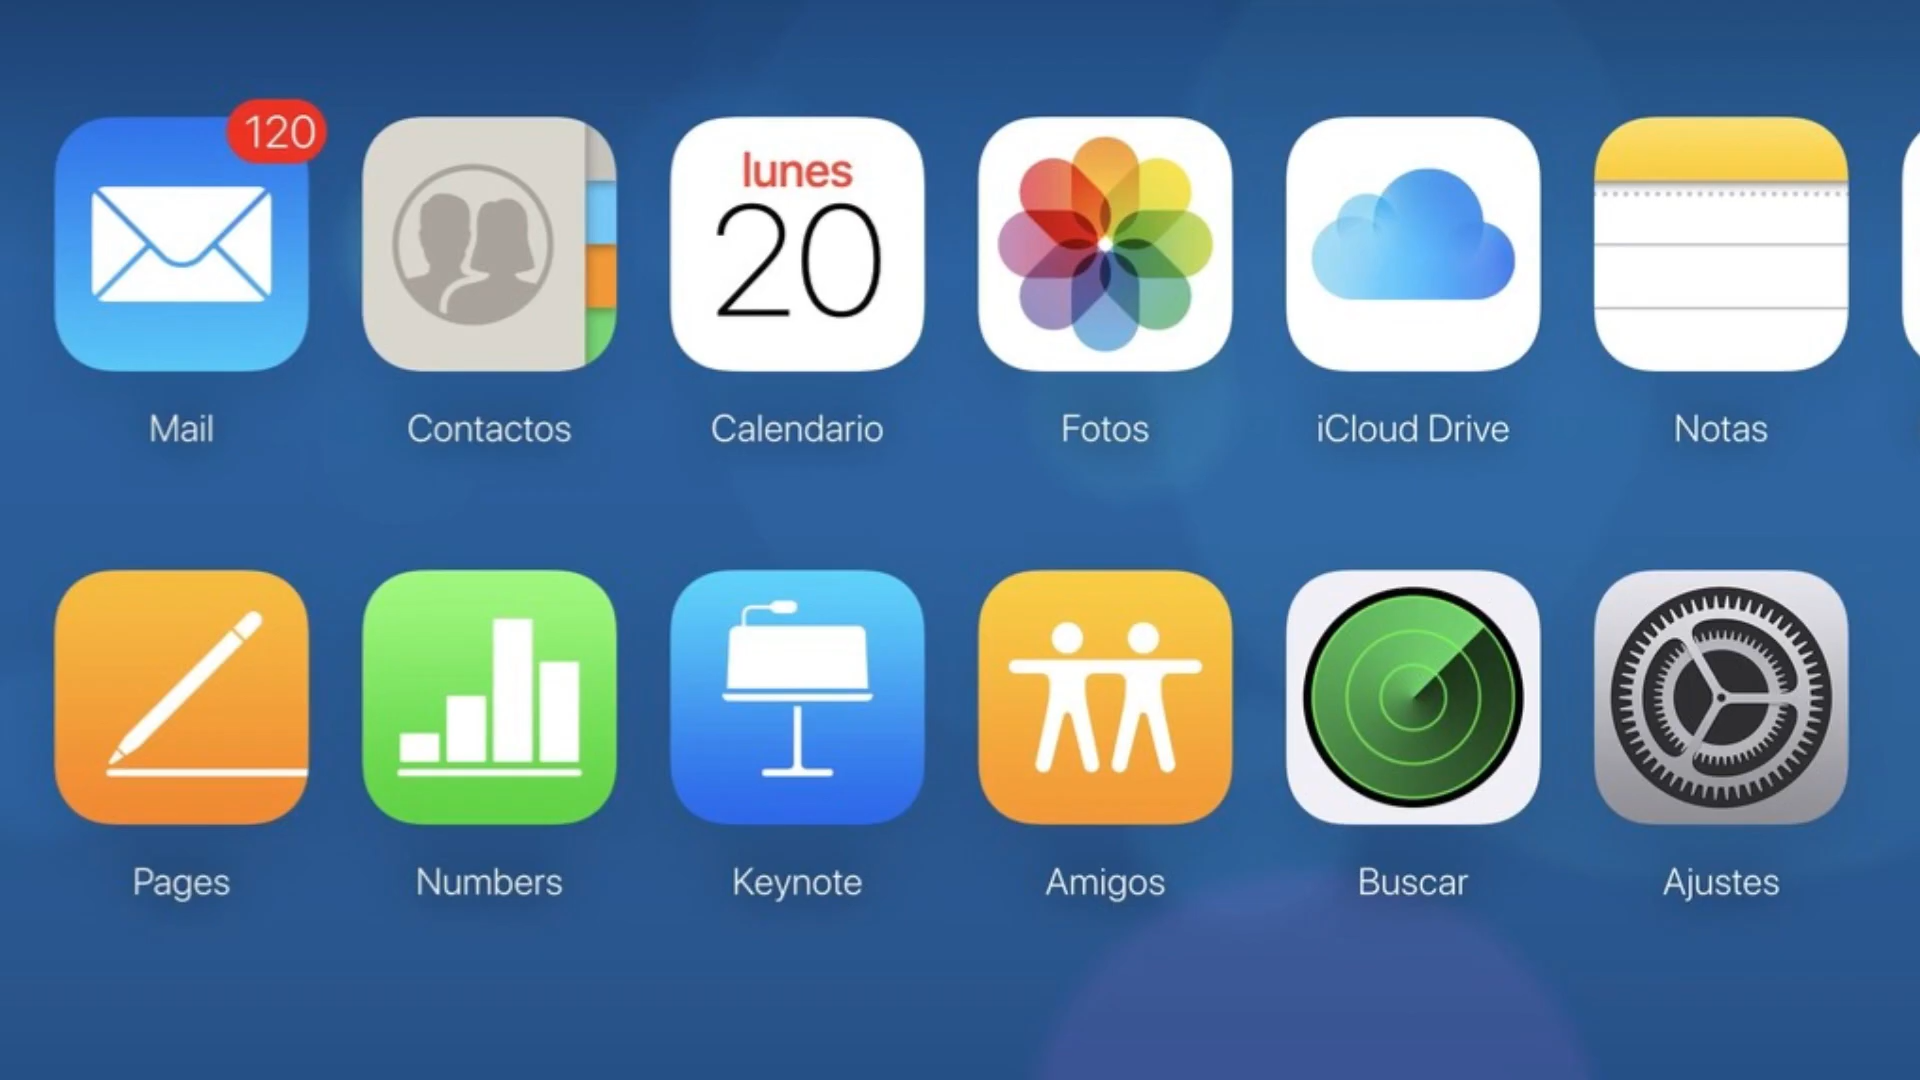 120
lunes
20
Mail
Contactos
Calendario
Fotos
iCloud Drive
Notas
Pages
Numbers
Keynote
Amigos
Buscar
Ajustes